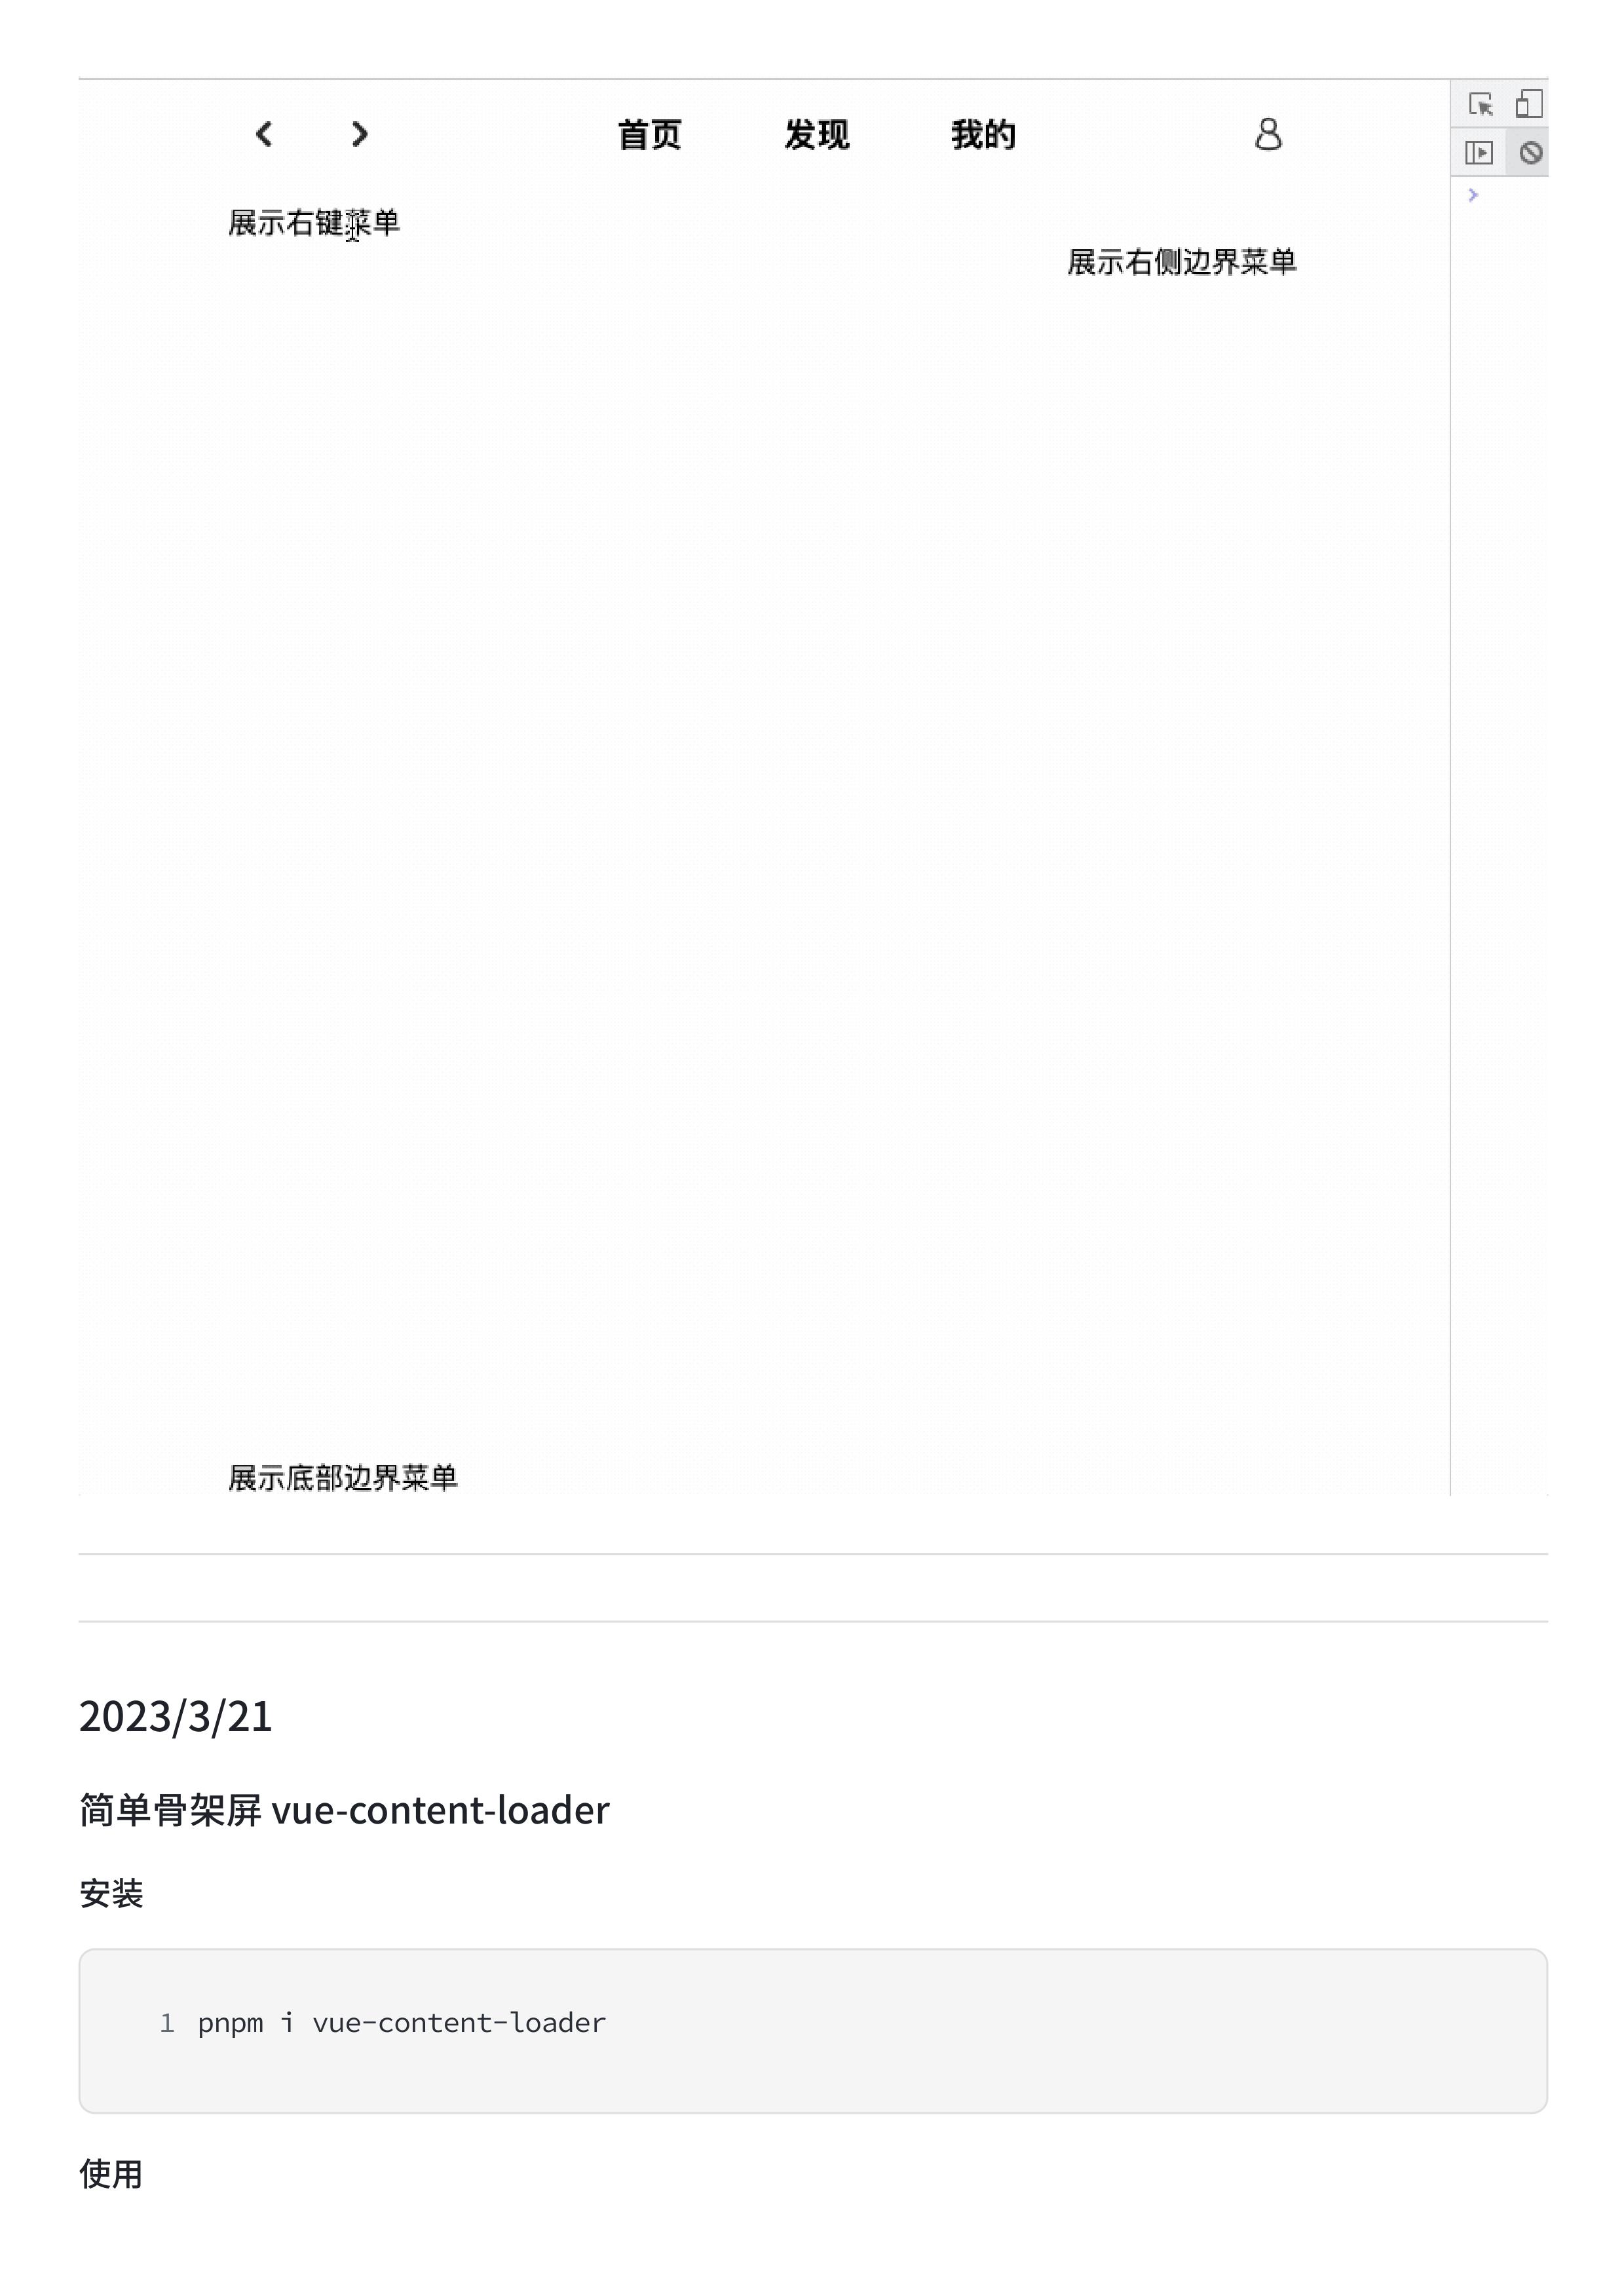 首页 发现 我的
展示右键菜单
展示右侧边界菜单
展示底部边界菜单
2023/3/21
简单骨架屏 vue-content-loader
安装
1 pnpm i vue-content-loader
使用